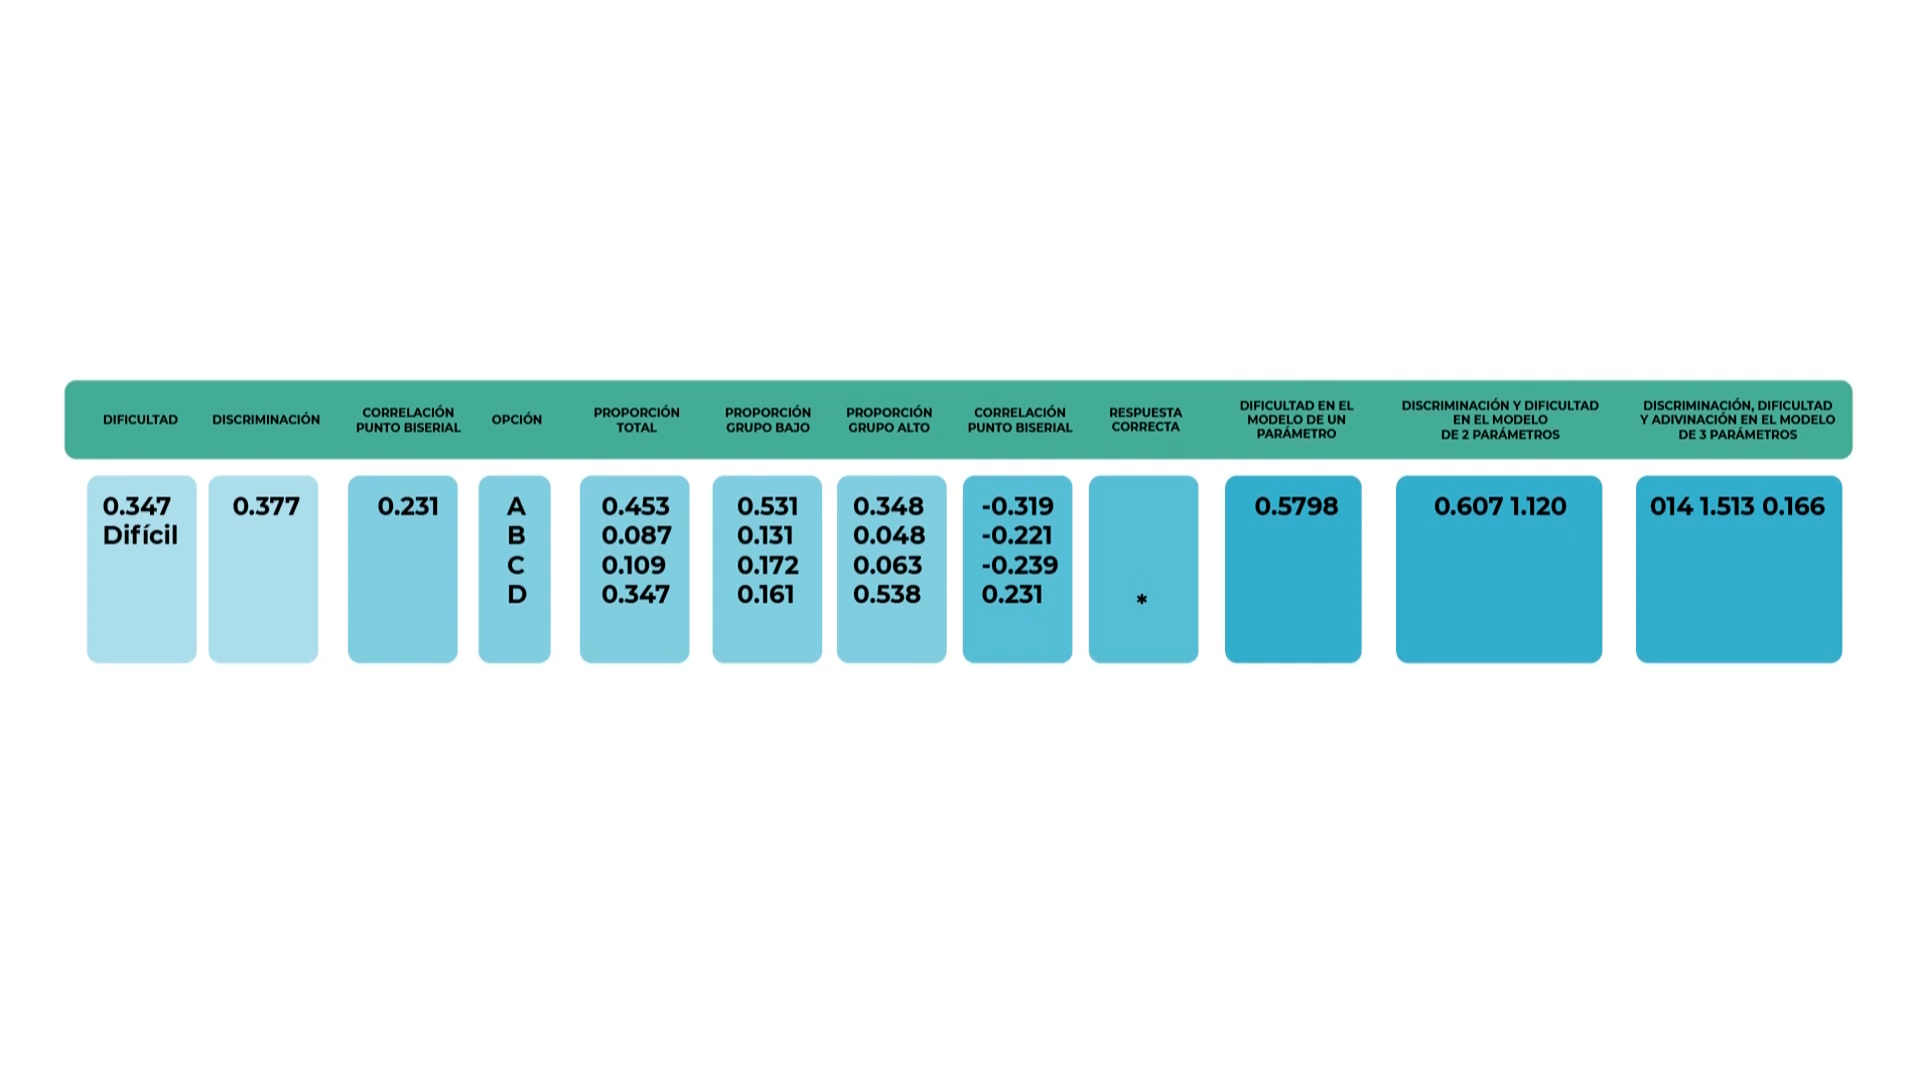 DIFICULTAD
DISCRIMINACIÓN
CORRELACIÓN
PUNTO BISERIAL
OPCIÓN
PROPORCIÓN
TOTAL
PROPORCIÓN
GRUPO BAJO
PROPORCIÓN
GRUPO ALTO
CORRELACIÓN
PUNTO BISERIAL
RESPUESTA
CORRECTA
DIFICULTAD EN EL
MODELO DE UN
PARÁMETRO
DISCRIMINACIÓN Y DIFICULTAD
EN EL MODELO
DE 2 PARÁMETROS
DISCRIMINACIÓN, DIFICULTAD
Y ADIVINACIÓN EN EL MODELO
DE 3 PARÁMETROS
0.347
Difícil
0.377
0.231
A
B
C
D
0.453
0.087
0.109
0.347
0.531
0.131
0.172
0.161
0.348
0.048
0.063
0.538
-0.319
-0.221
-0.239
0.231
*
0.5798
0.607 1.120
014 1.513 0.166